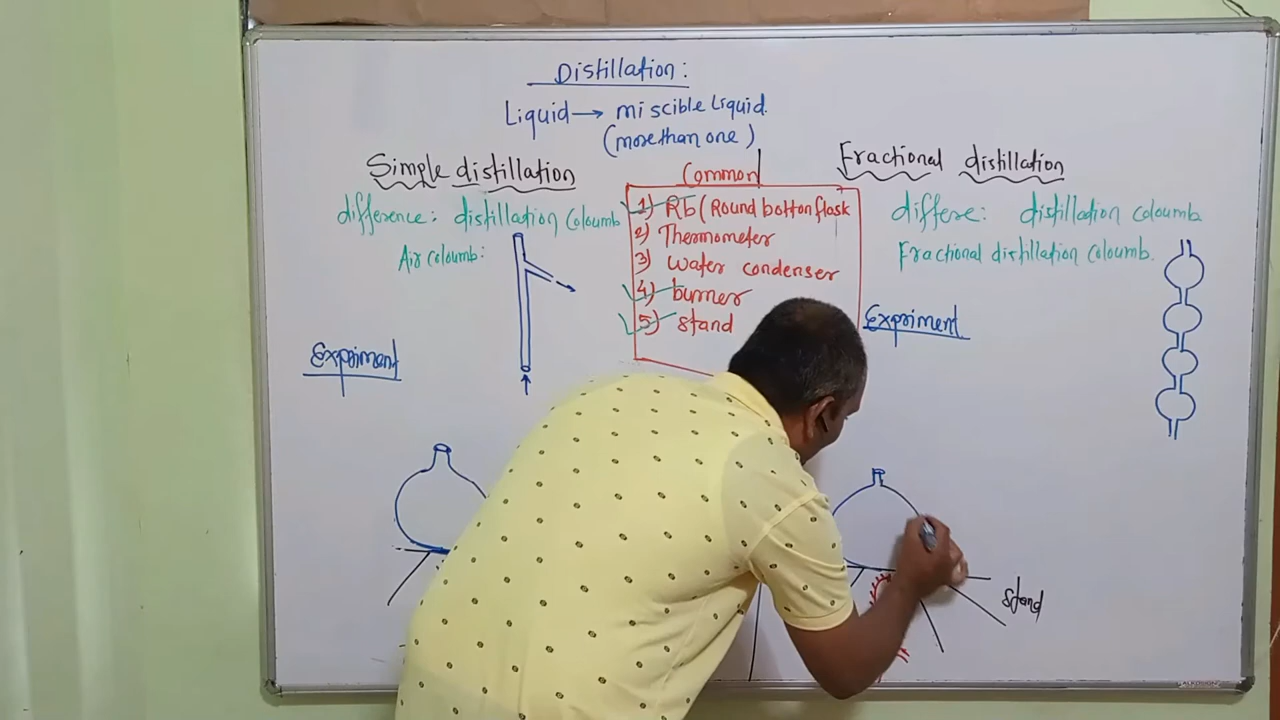 Distillation:
Liquid → miscible Liquid.
(more than one)
Simple distillation
difference: distillation Coloumb
Air coloumb:
Expriment
Common
1) Rb (Round botton flask
2) Thermometer
3) Water condenser
4) burner
5) stand
Fractional distillation
differe: distillation coloumb
Fractional distillation coloumb.
Expriment
stand